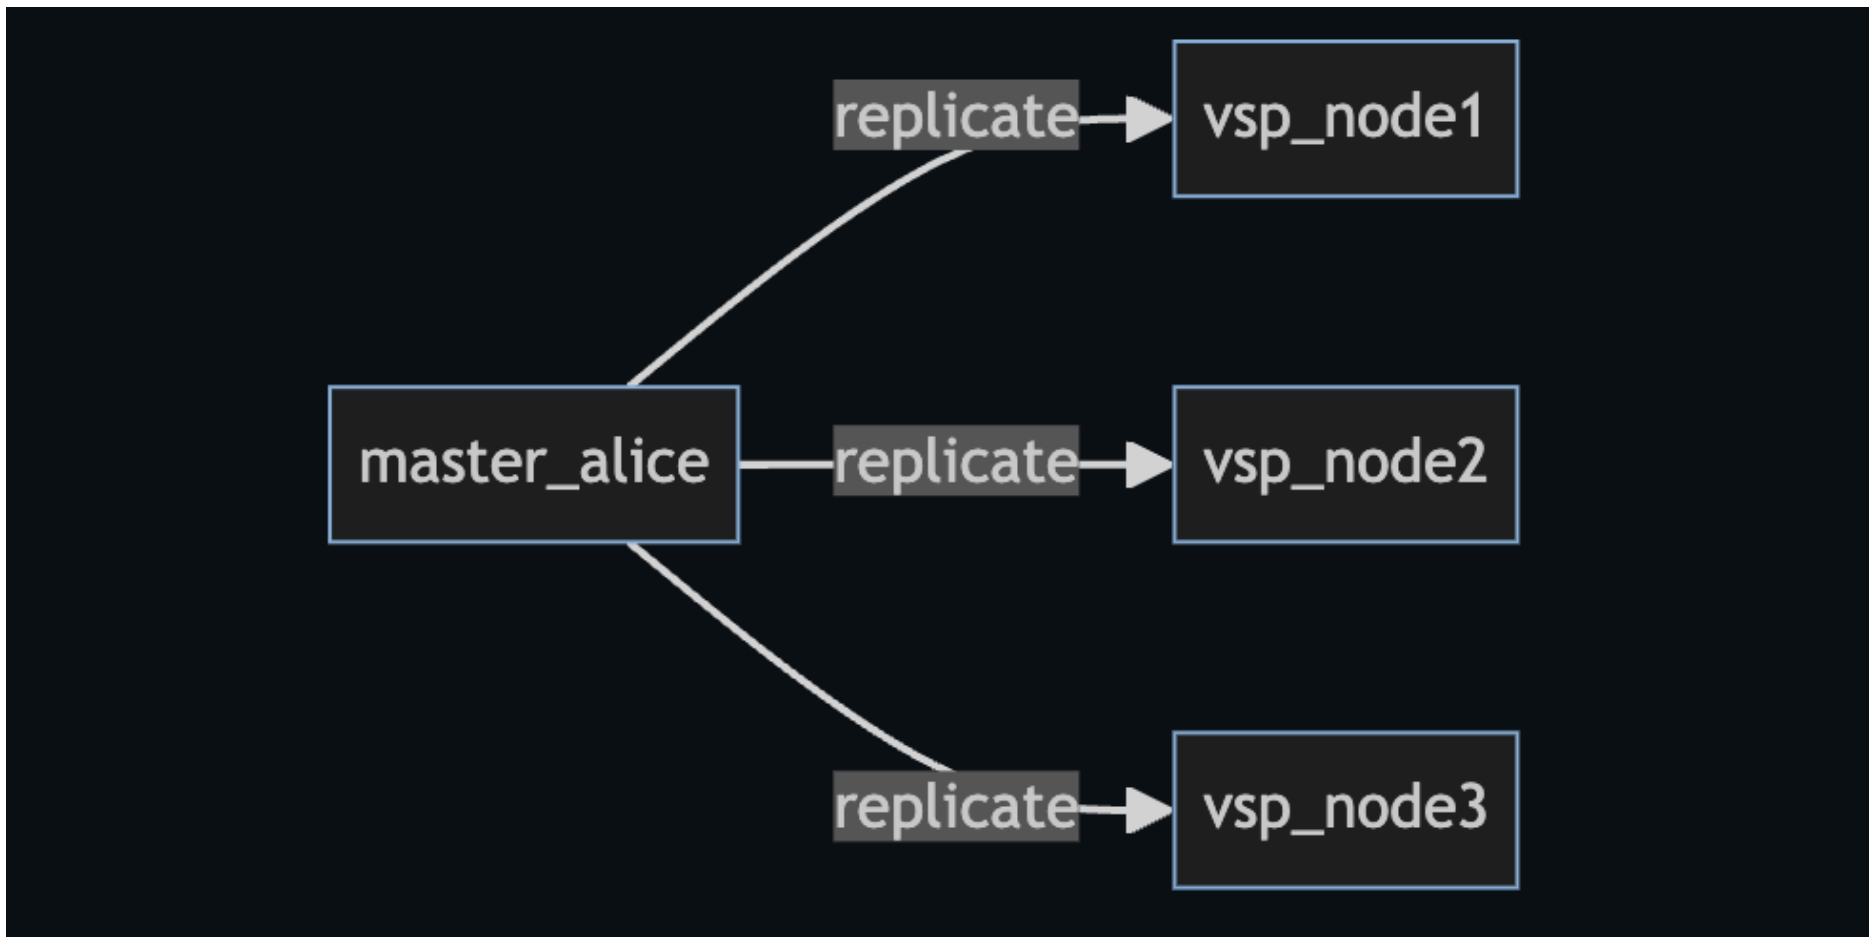 replicate
vsp_node1
master_alice
replicate
vsp_node2
replicate
vsp_node3